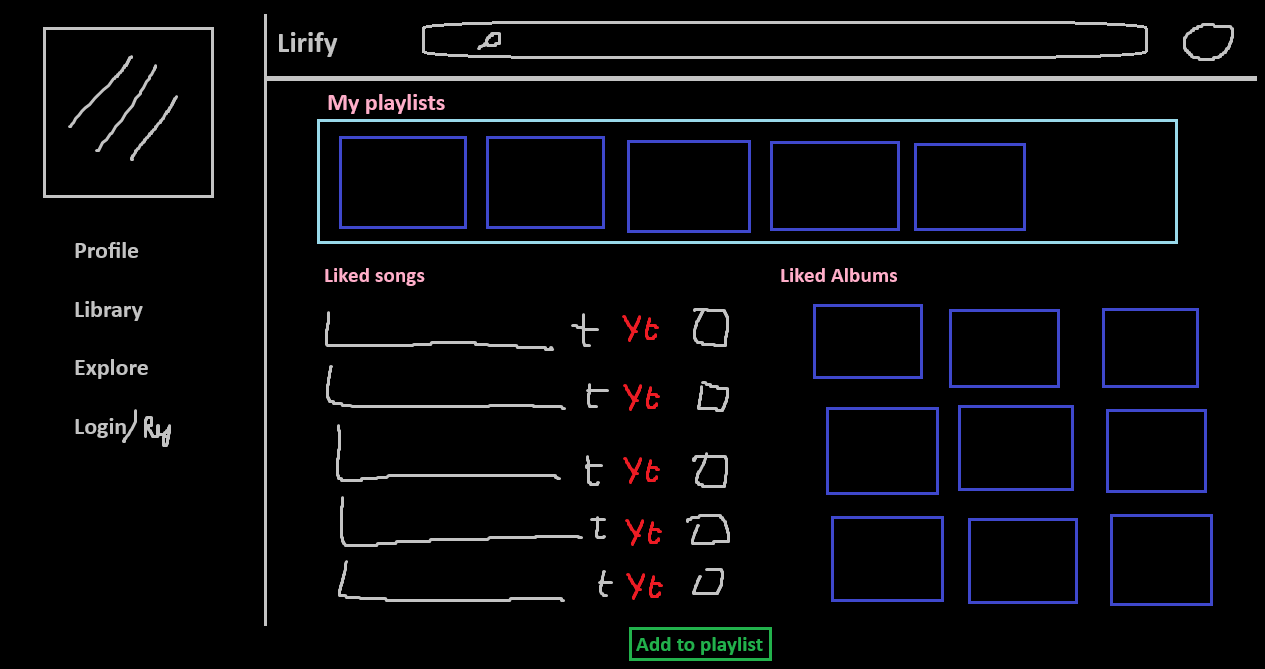 Lirify
My playlists
Profile
Library
Explore
Login/Rg
Liked songs
t Yt
t Yt
t Yt
t Yt
t Yt
Liked Albums
Add to playlist